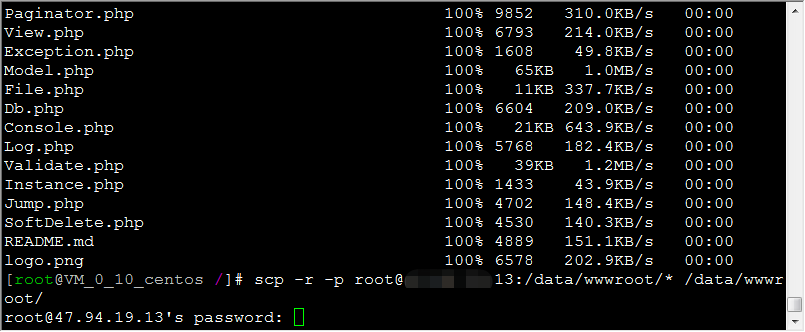 Paginator.php 100% 9852 310.0KB/s 00:00
View.php 100% 6793 214.0KB/s 00:00
Exception.php 100% 1608 49.8KB/s 00:00
Model.php 100% 65KB 1.0MB/s 00:00
File.php 100% 11KB 337.7KB/s 00:00
Db.php 100% 6604 209.0KB/s 00:00
Console.php 100% 21KB 643.9KB/s 00:00
Log.php 100% 5768 182.4KB/s 00:00
Validate.php 100% 39KB 1.2MB/s 00:00
Instance.php 100% 1433 43.9KB/s 00:00
Jump.php 100% 4702 148.4KB/s 00:00
SoftDelete.php 100% 4530 140.3KB/s 00:00
README.md 100% 4889 151.1KB/s 00:00
logo.png 100% 6578 202.9KB/s 00:00
[root@VM_0_10_centos /]# scp -r -p root@ 13:/data/wwwroot/* /data/wwwr
oot/
root@47.94.19.13's password: